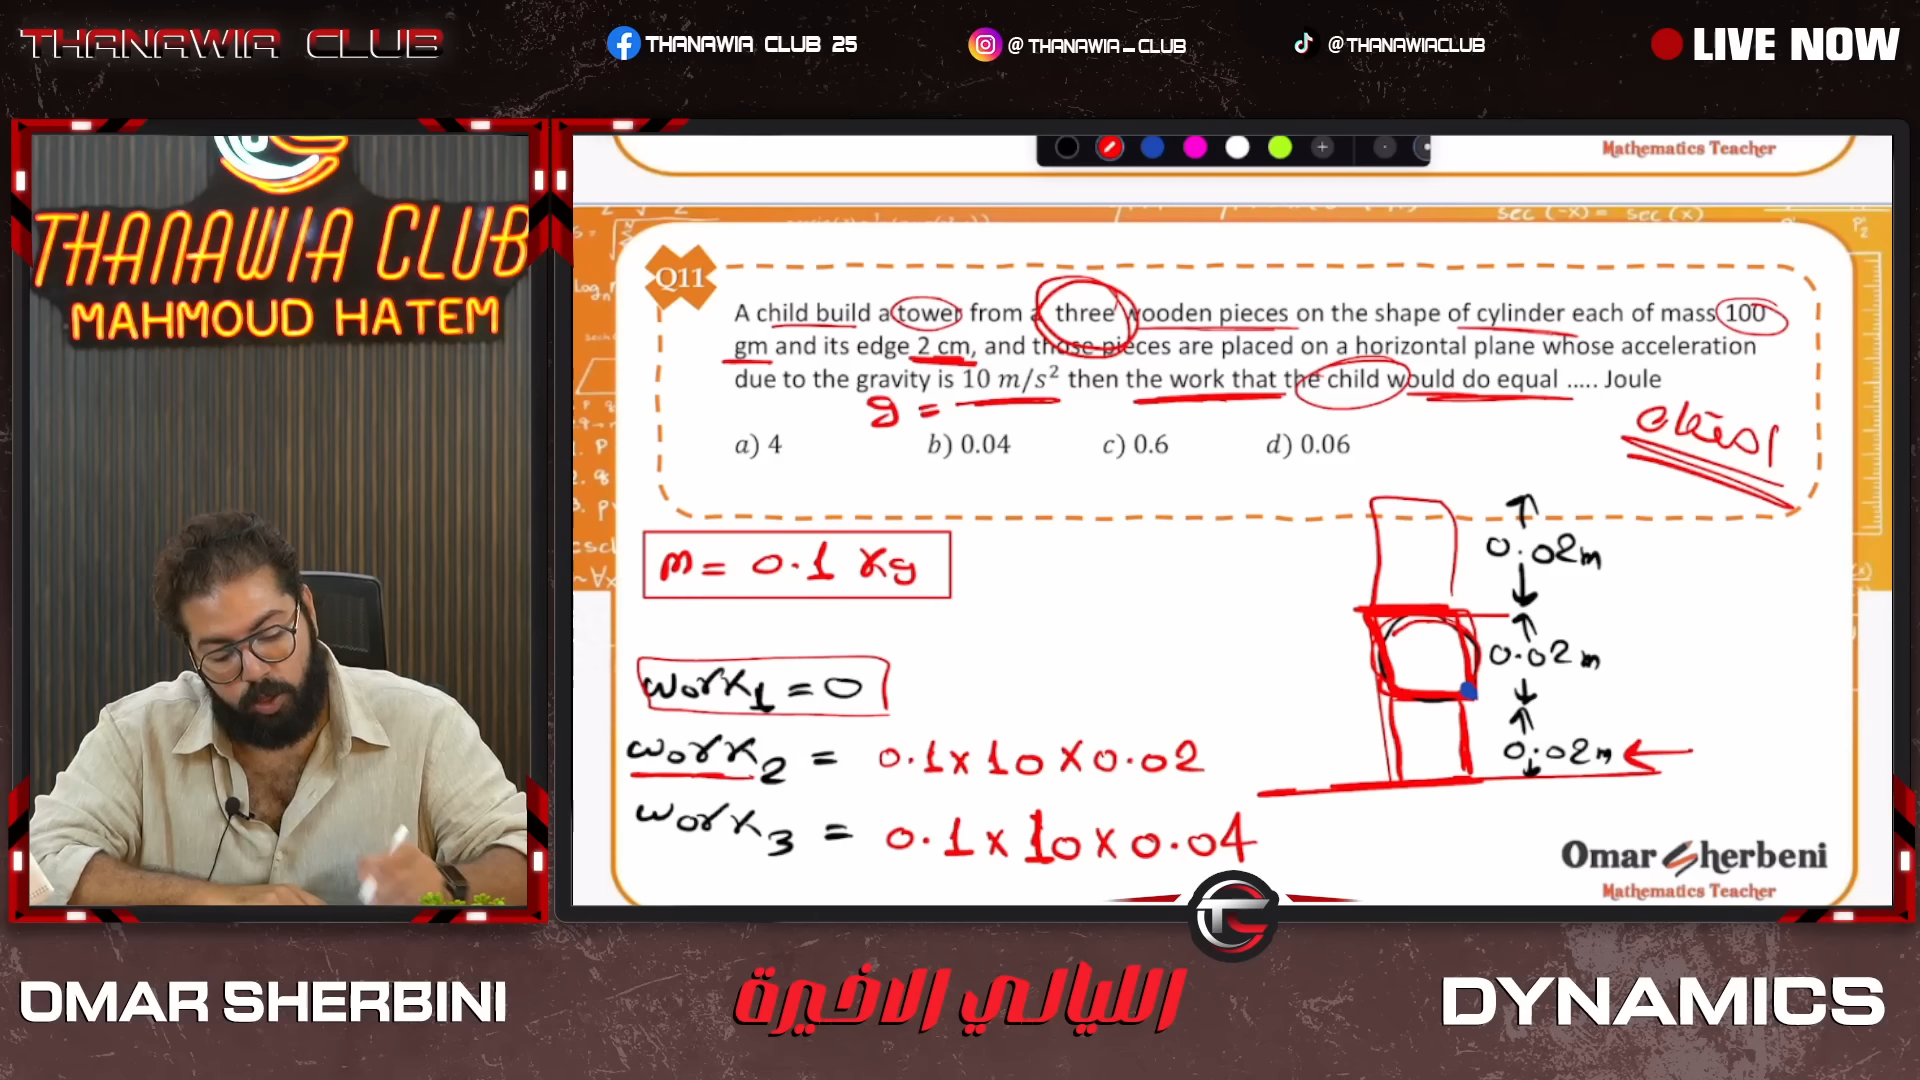 THANAWIA CLUB
THANAWIA CLUB 25
@THANAWIA_CLUB
@THANAWIACLUB
LIVE NOW
THANAWIA CLUB
MAHMOUD HATEM
Mathematics Teacher
sec (-x) = sec (x)
Q11
A child build a tower from a three wooden pieces on the shape of cylinder each of mass 100
gm and its edge 2 cm, and those pieces are placed on a horizontal plane whose acceleration
due to the gravity is 10 m/s² then the work that the child would do equal ..... Joule
g =
a) 4 b) 0.04 c) 0.6 d) 0.06
m = 0.1 kg
0.02m
0.02m
0.02m
work1 = 0
work2 = 0.1 x 10 x 0.02
work3 = 0.1 x 10 x 0.04
Omar Sherbeni
Mathematics Teacher
TC
OMAR SHERBINI
الليالي الاخيرة
DYNAMICS